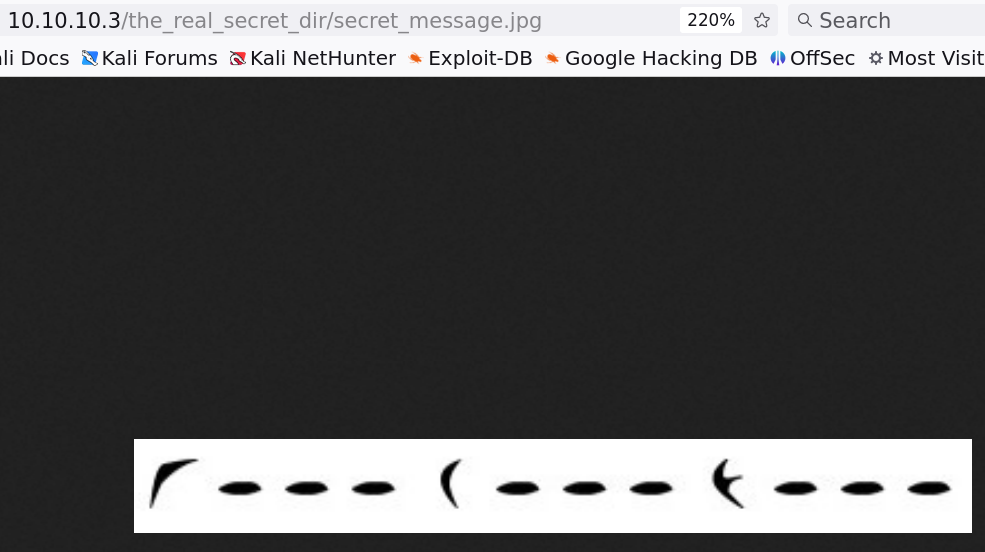 10.10.10.3/the_real_secret_dir/secret_message.jpg 220% Search
li Docs Kali Forums Kali NetHunter Exploit-DB Google Hacking DB OffSec Most Visit